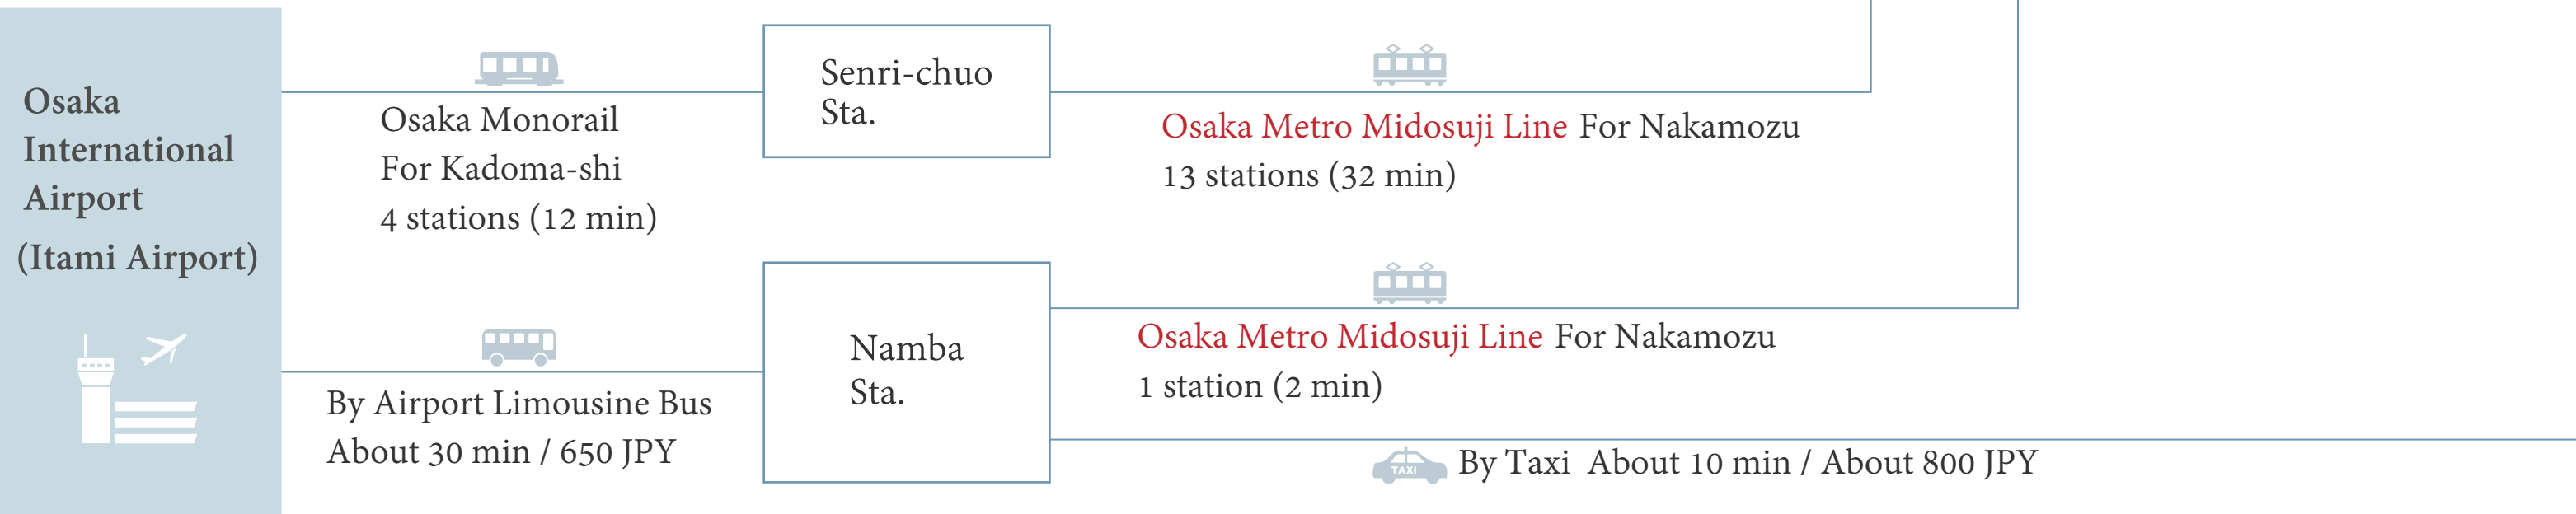 Osaka
International
Airport
(Itami Airport)
Osaka Monorail
For Kadoma-shi
4 stations (12 min)
Senri-chuo
Sta.
Osaka Metro Midosuji Line For Nakamozu
13 stations (32 min)
By Airport Limousine Bus
About 30 min / 650 JPY
Namba
Sta.
Osaka Metro Midosuji Line For Nakamozu
1 station (2 min)
TAXI
By Taxi About 10 min / About 800 JPY